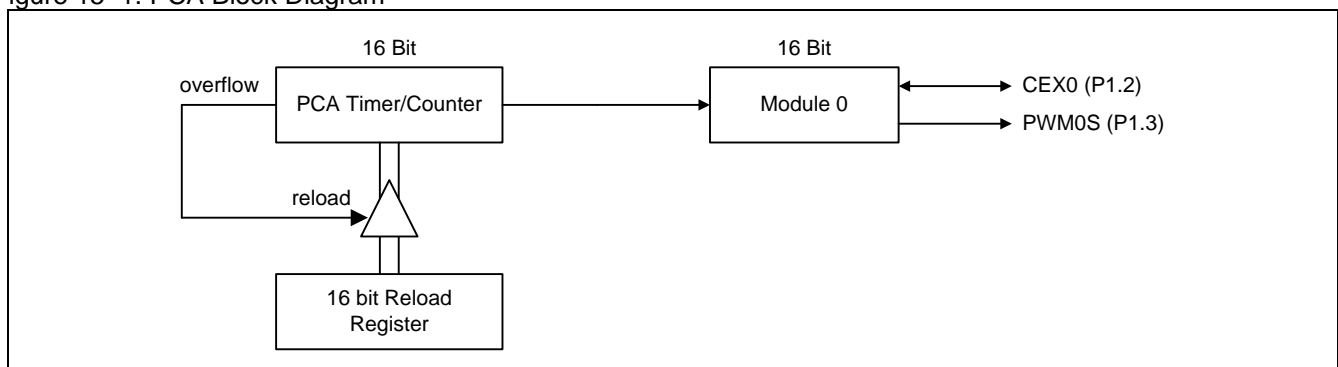 16 Bit
16 Bit
overflow
PCA Timer/Counter
Module 0
CEX0 (P1.2)
PWM0S (P1.3)
reload
16 bit Reload
Register